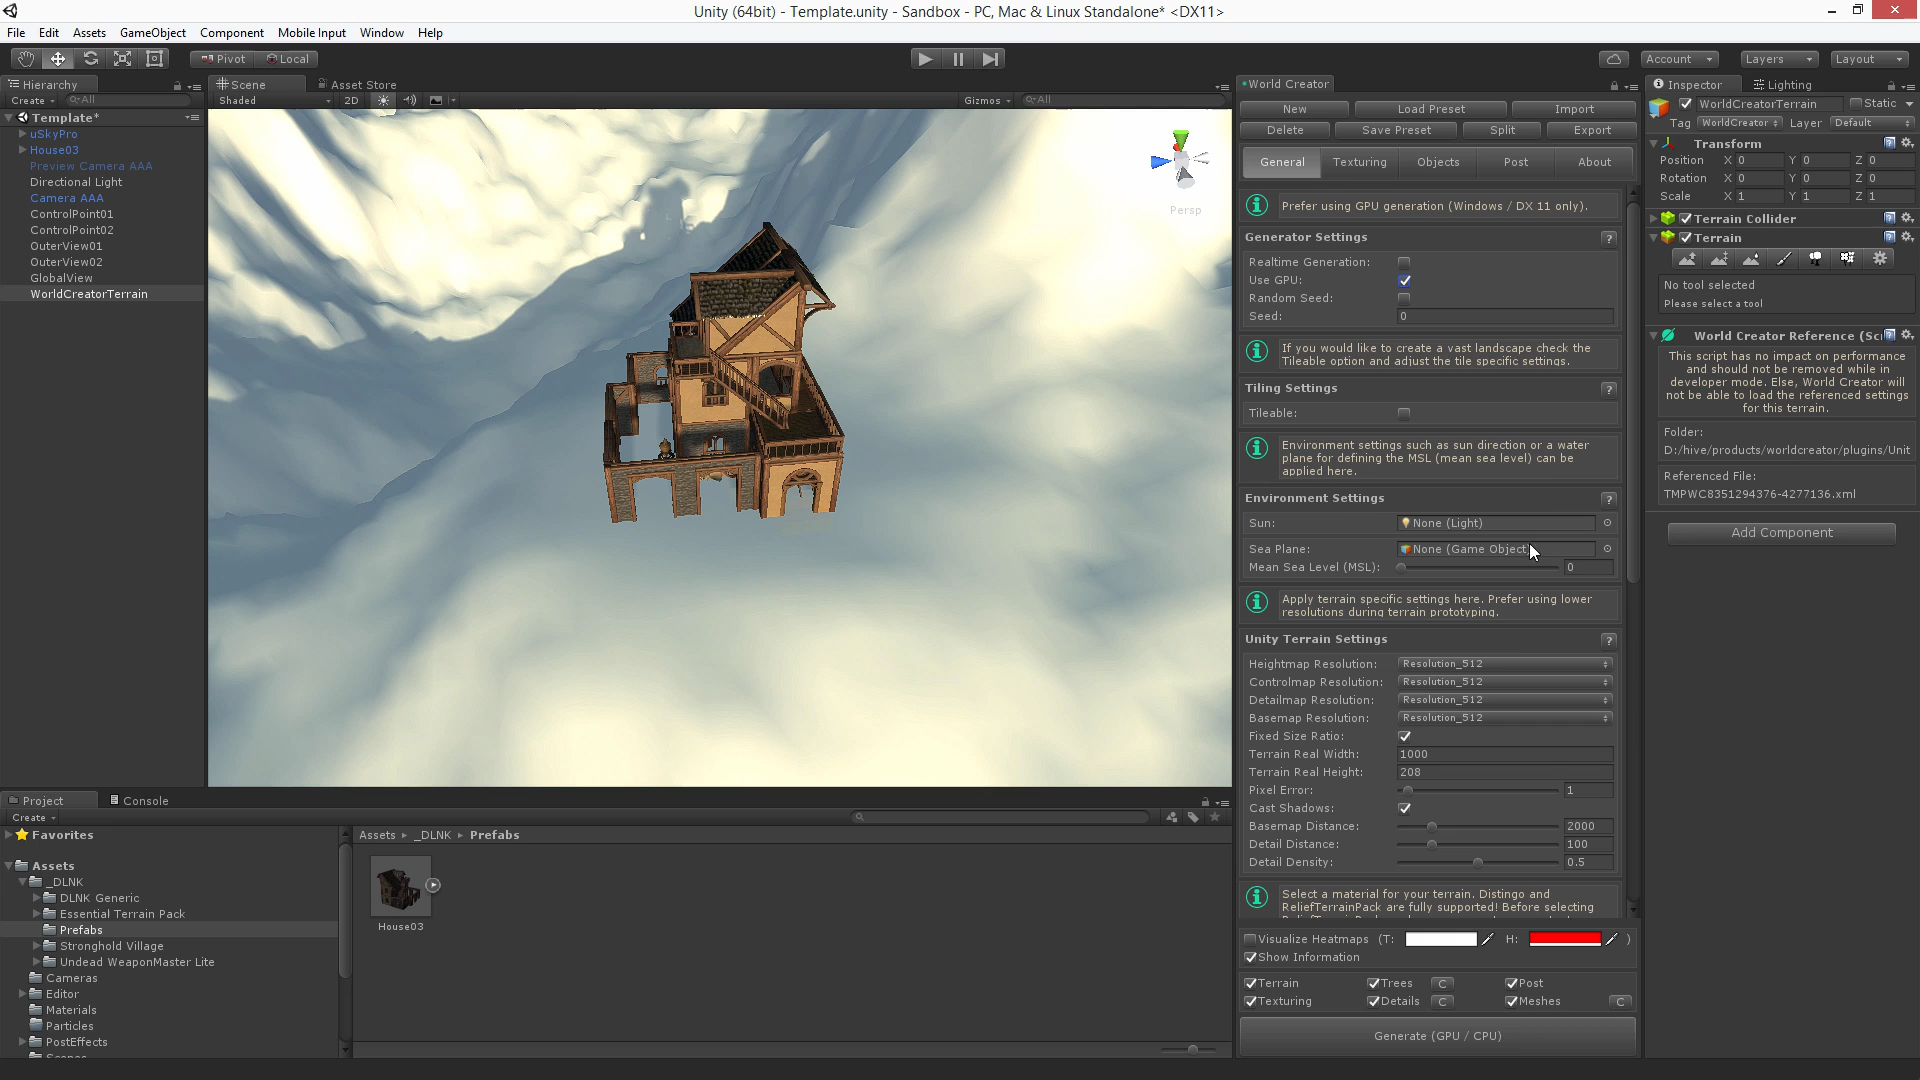 Unity (64bit) - Template.unity - Sandbox - PC, Mac & Linux Standalone* <DX11>
File Edit Assets GameObject Component Mobile Input Window Help
Pivot Local
Account Layers Layout
Hierarchy
Create All
Template*
uSkyPro
House03
Preview Camera AAA
Directional Light
Camera AAA
ControlPoint01
ControlPoint02
OuterView01
OuterView02
GlobalView
WorldCreatorTerrain
Scene Asset Store
Shaded 2D Gizmos All
Persp
World Creator
New Load Preset Import
Delete Save Preset Split Export
General Texturing Objects Post About
Prefer using GPU generation (Windows / DX 11 only).
Generator Settings ?
Realtime Generation:
Use GPU:
Random Seed:
Seed: 0
If you would like to create a vast landscape check the
Tileable option and adjust the tile specific settings.
Tiling Settings ?
Tileable:
Environment settings such as sun direction or a water
plane for defining the MSL (mean sea level) can be
applied here.
Environment Settings ?
Sun: None (Light)
Sea Plane: None (Game Object)
Mean Sea Level (MSL): 0
Apply terrain specific settings here. Prefer using lower
resolutions during terrain prototyping.
Unity Terrain Settings ?
Heightmap Resolution: Resolution_512
Controlmap Resolution: Resolution_512
Detailmap Resolution: Resolution_512
Basemap Resolution: Resolution_512
Fixed Size Ratio:
Terrain Real Width: 1000
Terrain Real Height: 208
Pixel Error: 1
Cast Shadows:
Basemap Distance: 2000
Detail Distance: 100
Detail Density: 0.5
Select a material for your terrain. Distingo and
ReliefTerrainPack are fully supported! Before selecting
Visualize Heatmaps (T: H: )
Show Information
Terrain Trees C Post
Texturing Details C Meshes C
Generate (GPU / CPU)
Inspector Lighting
WorldCreatorTerrain Static
Tag WorldCreator Layer Default
Transform
Position X 0 Y 0 Z 0
Rotation X 0 Y 0 Z 0
Scale X 1 Y 1 Z 1
Terrain Collider
Terrain
No tool selected
Please select a tool
World Creator Reference (Sc
This script has no impact on performance
and should not be removed while in
developer mode. Else, World Creator will
not be able to load the referenced settings
for this terrain.
Folder:
D:/hive/products/worldcreator/plugins/Unit
Referenced File:
TMPWC8351294376-4277136.xml
Add Component
Project Console
Create
Favorites
Assets
_DLNK
DLNK Generic
Essential Terrain Pack
Prefabs
Stronghold Village
Undead WeaponMaster Lite
Cameras
Editor
Materials
Particles
PostEffects
Assets _DLNK Prefabs
House03